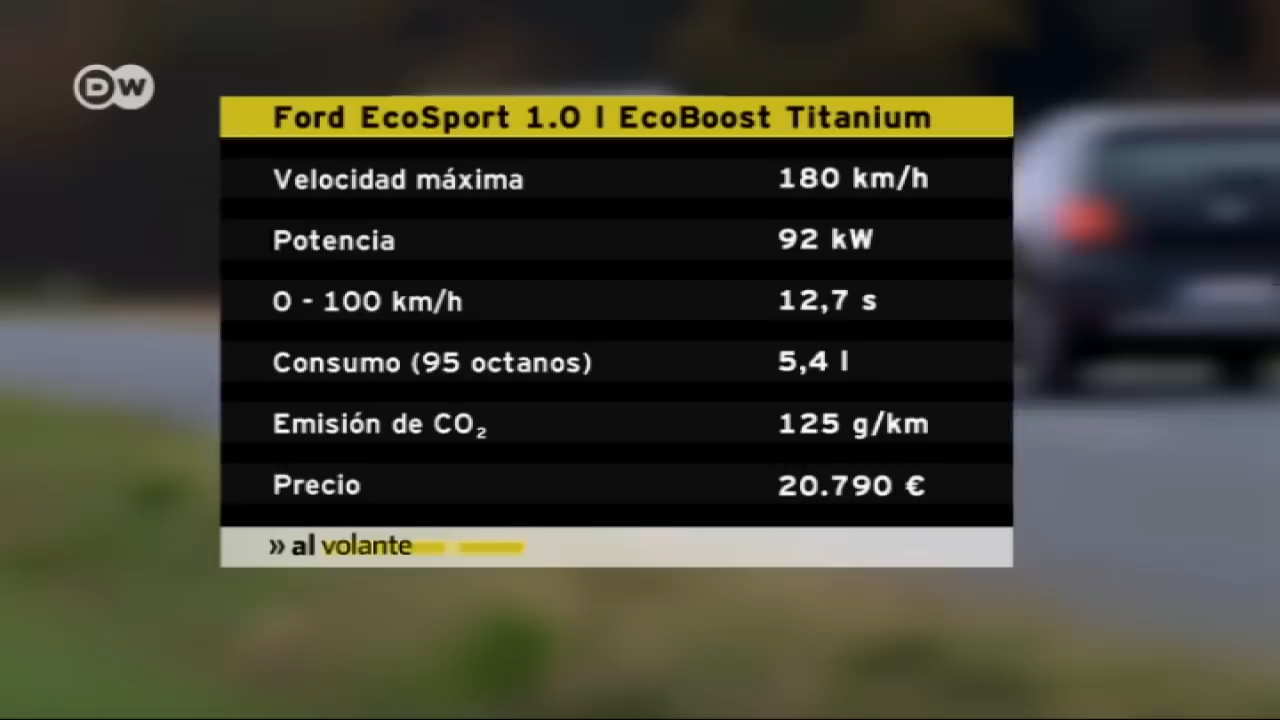 DW
Ford EcoSport 1.0 l EcoBoost Titanium
Velocidad máxima 180 km/h
Potencia 92 kW
0 - 100 km/h 12,7 s
Consumo (95 octanos) 5,4 l
Emisión de CO₂ 125 g/km
Precio 20.790 €
» al volante